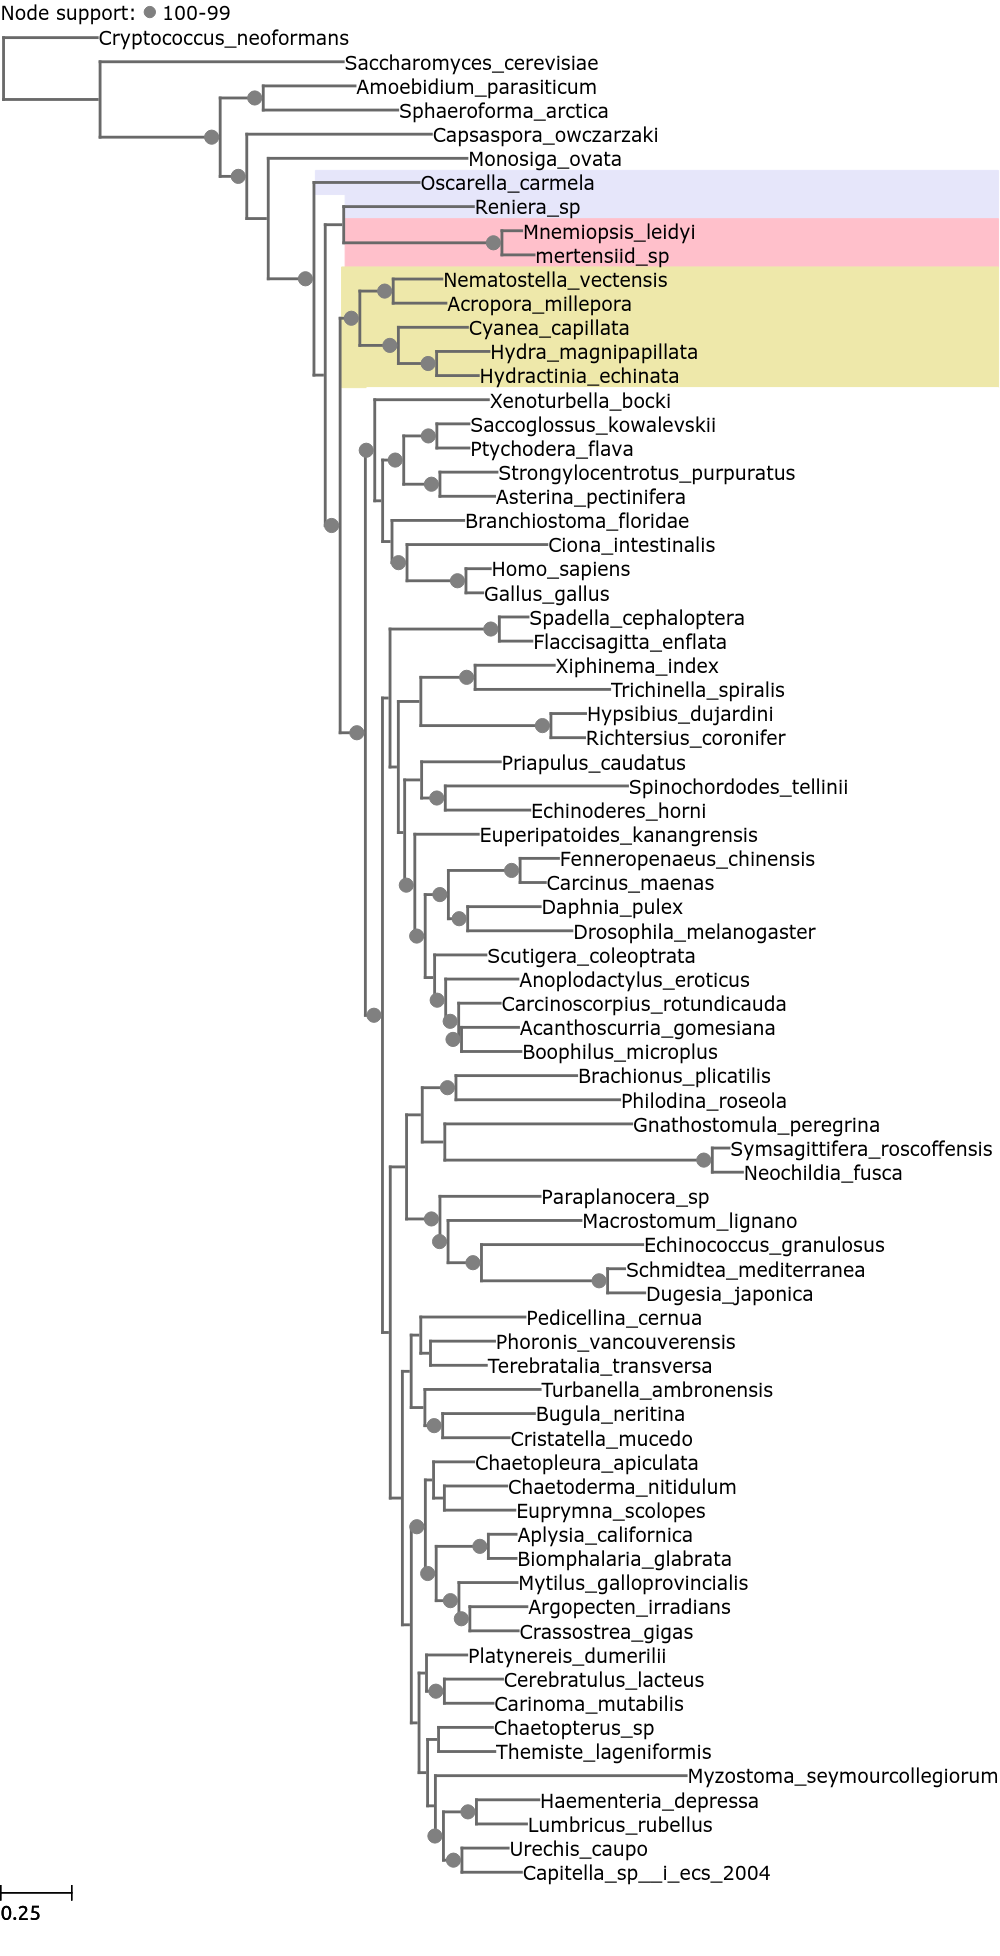 Node support: 100-99
Cryptococcus_neoformans
Saccharomyces_cerevisiae
Amoebidium_parasiticum
Sphaeroforma_arctica
Capsaspora_owczarzaki
Monosiga_ovata
Oscarella_carmela
Reniera_sp
Mnemiopsis_leidyi
mertensiid_sp
Nematostella_vectensis
Acropora_millepora
Cyanea_capillata
Hydra_magnipapillata
Hydractinia_echinata
Xenoturbella_bocki
Saccoglossus_kowalevskii
Ptychodera_flava
Strongylocentrotus_purpuratus
Asterina_pectinifera
Branchiostoma_floridae
Ciona_intestinalis
Homo_sapiens
Gallus_gallus
Spadella_cephaloptera
Flaccisagitta_enflata
Xiphinema_index
Trichinella_spiralis
Hypsibius_dujardini
Richtersius_coronifer
Priapulus_caudatus
Spinochordodes_tellinii
Echinoderes_horni
Euperipatoides_kanangrensis
Fenneropenaeus_chinensis
Carcinus_maenas
Daphnia_pulex
Drosophila_melanogaster
Scutigera_coleoptrata
Anoplodactylus_eroticus
Carcinoscorpius_rotundicauda
Acanthoscurria_gomesiana
Boophilus_microplus
Brachionus_plicatilis
Philodina_roseola
Gnathostomula_peregrina
Symsagittifera_roscoffensis
Neochildia_fusca
Paraplanocera_sp
Macrostomum_lignano
Echinococcus_granulosus
Schmidtea_mediterranea
Dugesia_japonica
Pedicellina_cernua
Phoronis_vancouverensis
Terebratalia_transversa
Turbanella_ambronensis
Bugula_neritina
Cristatella_mucedo
Chaetopleura_apiculata
Chaetoderma_nitidulum
Euprymna_scolopes
Aplysia_californica
Biomphalaria_glabrata
Mytilus_galloprovincialis
Argopecten_irradians
Crassostrea_gigas
Platynereis_dumerilii
Cerebratulus_lacteus
Carinoma_mutabilis
Chaetopterus_sp
Themiste_lageniformis
Myzostoma_seymourcollegiorum
Haementeria_depressa
Lumbricus_rubellus
Urechis_caupo
Capitella_sp__i_ecs_2004
0.25